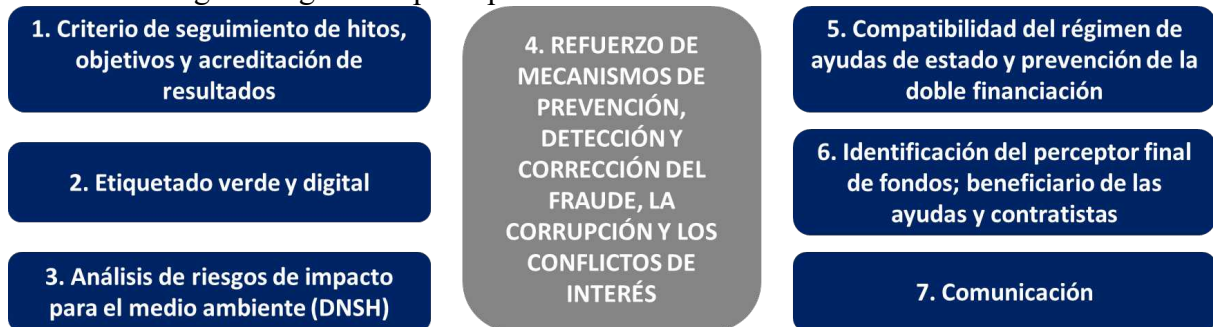 1. Criterio de seguimiento de hitos,
objetivos y acreditación de
resultados
2. Etiquetado verde y digital
3. Análisis de riesgos de impacto
para el medio ambiente (DNSH)
4. REFUERZO DE
MECANISMOS DE
PREVENCIÓN,
DETECCIÓN Y
CORRECCIÓN DEL
FRAUDE, LA
CORRUPCIÓN Y LOS
CONFLICTOS DE
INTERÉS
5. Compatibilidad del régimen de
ayudas de estado y prevención de la
doble financiación
6. Identificación del perceptor final
de fondos; beneficiario de las
ayudas y contratistas
7. Comunicación